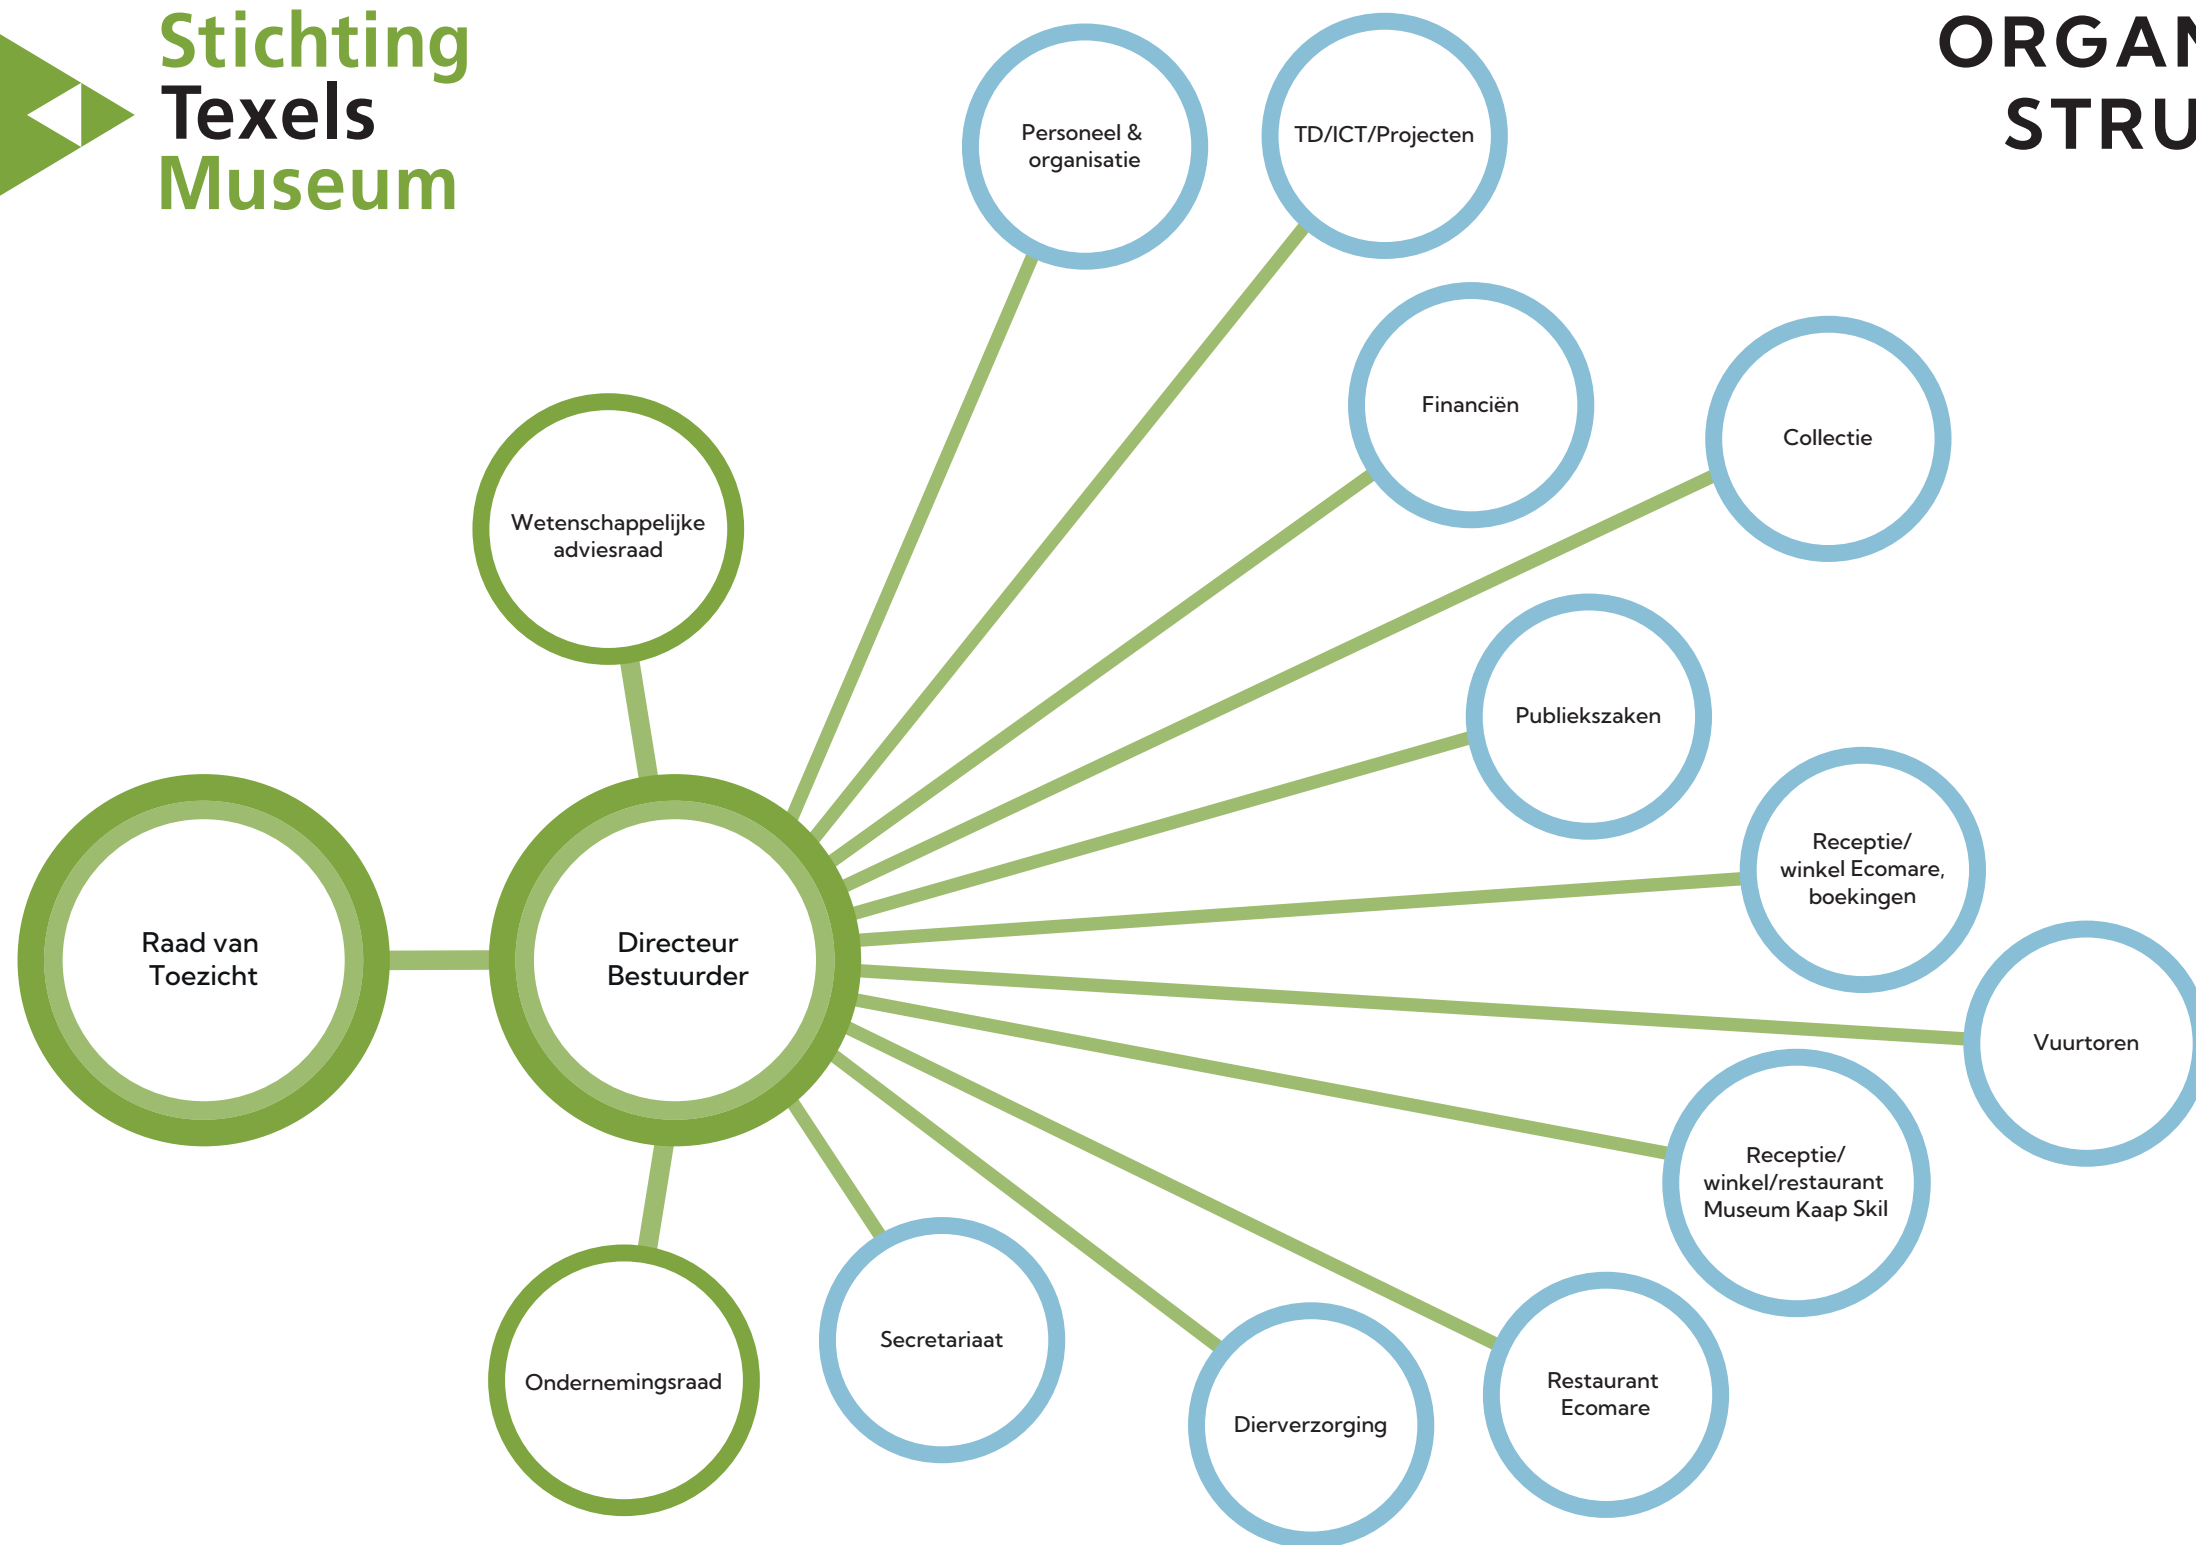 Stichting
Texels
Museum
ORGAN
STRU
Personeel &
organisatie
TD/ICT/Projecten
Financiën
Collectie
Wetenschappelijke
adviesraad
Publiekszaken
Receptie/
winkel Ecomare,
boekingen
Raad van
Toezicht
Directeur
Bestuurder
Vuurtoren
Receptie/
winkel/restaurant
Museum Kaap Skil
Secretariaat
Ondernemingsraad
Dierverzorging
Restaurant
Ecomare